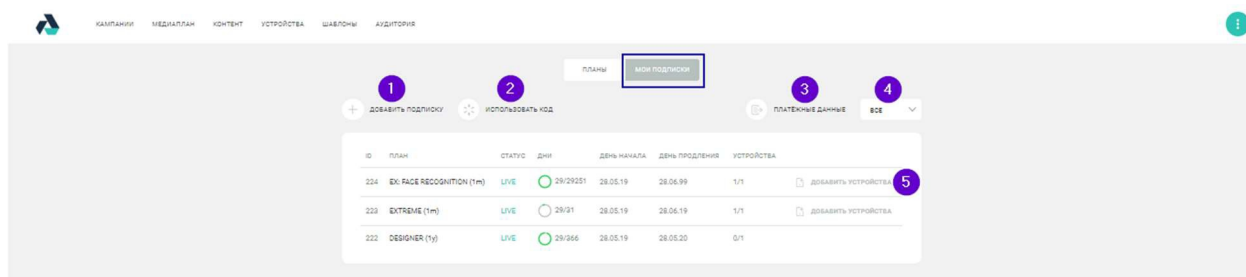 КАМПАНИИ МЕДИАПЛАН КОНТЕНТ УСТРОЙСТВА ШАБЛОНЫ АУДИТОРИЯ
ПЛАНЫ МОИ ПОДПИСКИ
1 2 3 4
ДОБАВИТЬ ПОДПИСКУ ИСПОЛЬЗОВАТЬ КОД ПЛАТЁЖНЫЕ ДАННЫЕ ВСЕ
ID ПЛАН СТАТУС ДНИ ДЕНЬ НАЧАЛА ДЕНЬ ПРОДЛЕНИЯ УСТРОЙСТВА
224 EX: FACE RECOGNITION (1m) LIVE 29/29251 28.05.19 28.06.99 1/1 ДОБАВИТЬ УСТРОЙСТВА 5
223 EXTREME (1m) LIVE 29/31 28.05.19 28.06.19 1/1 ДОБАВИТЬ УСТРОЙСТВА
222 DESIGNER (1y) LIVE 29/366 28.05.19 28.05.20 0/1